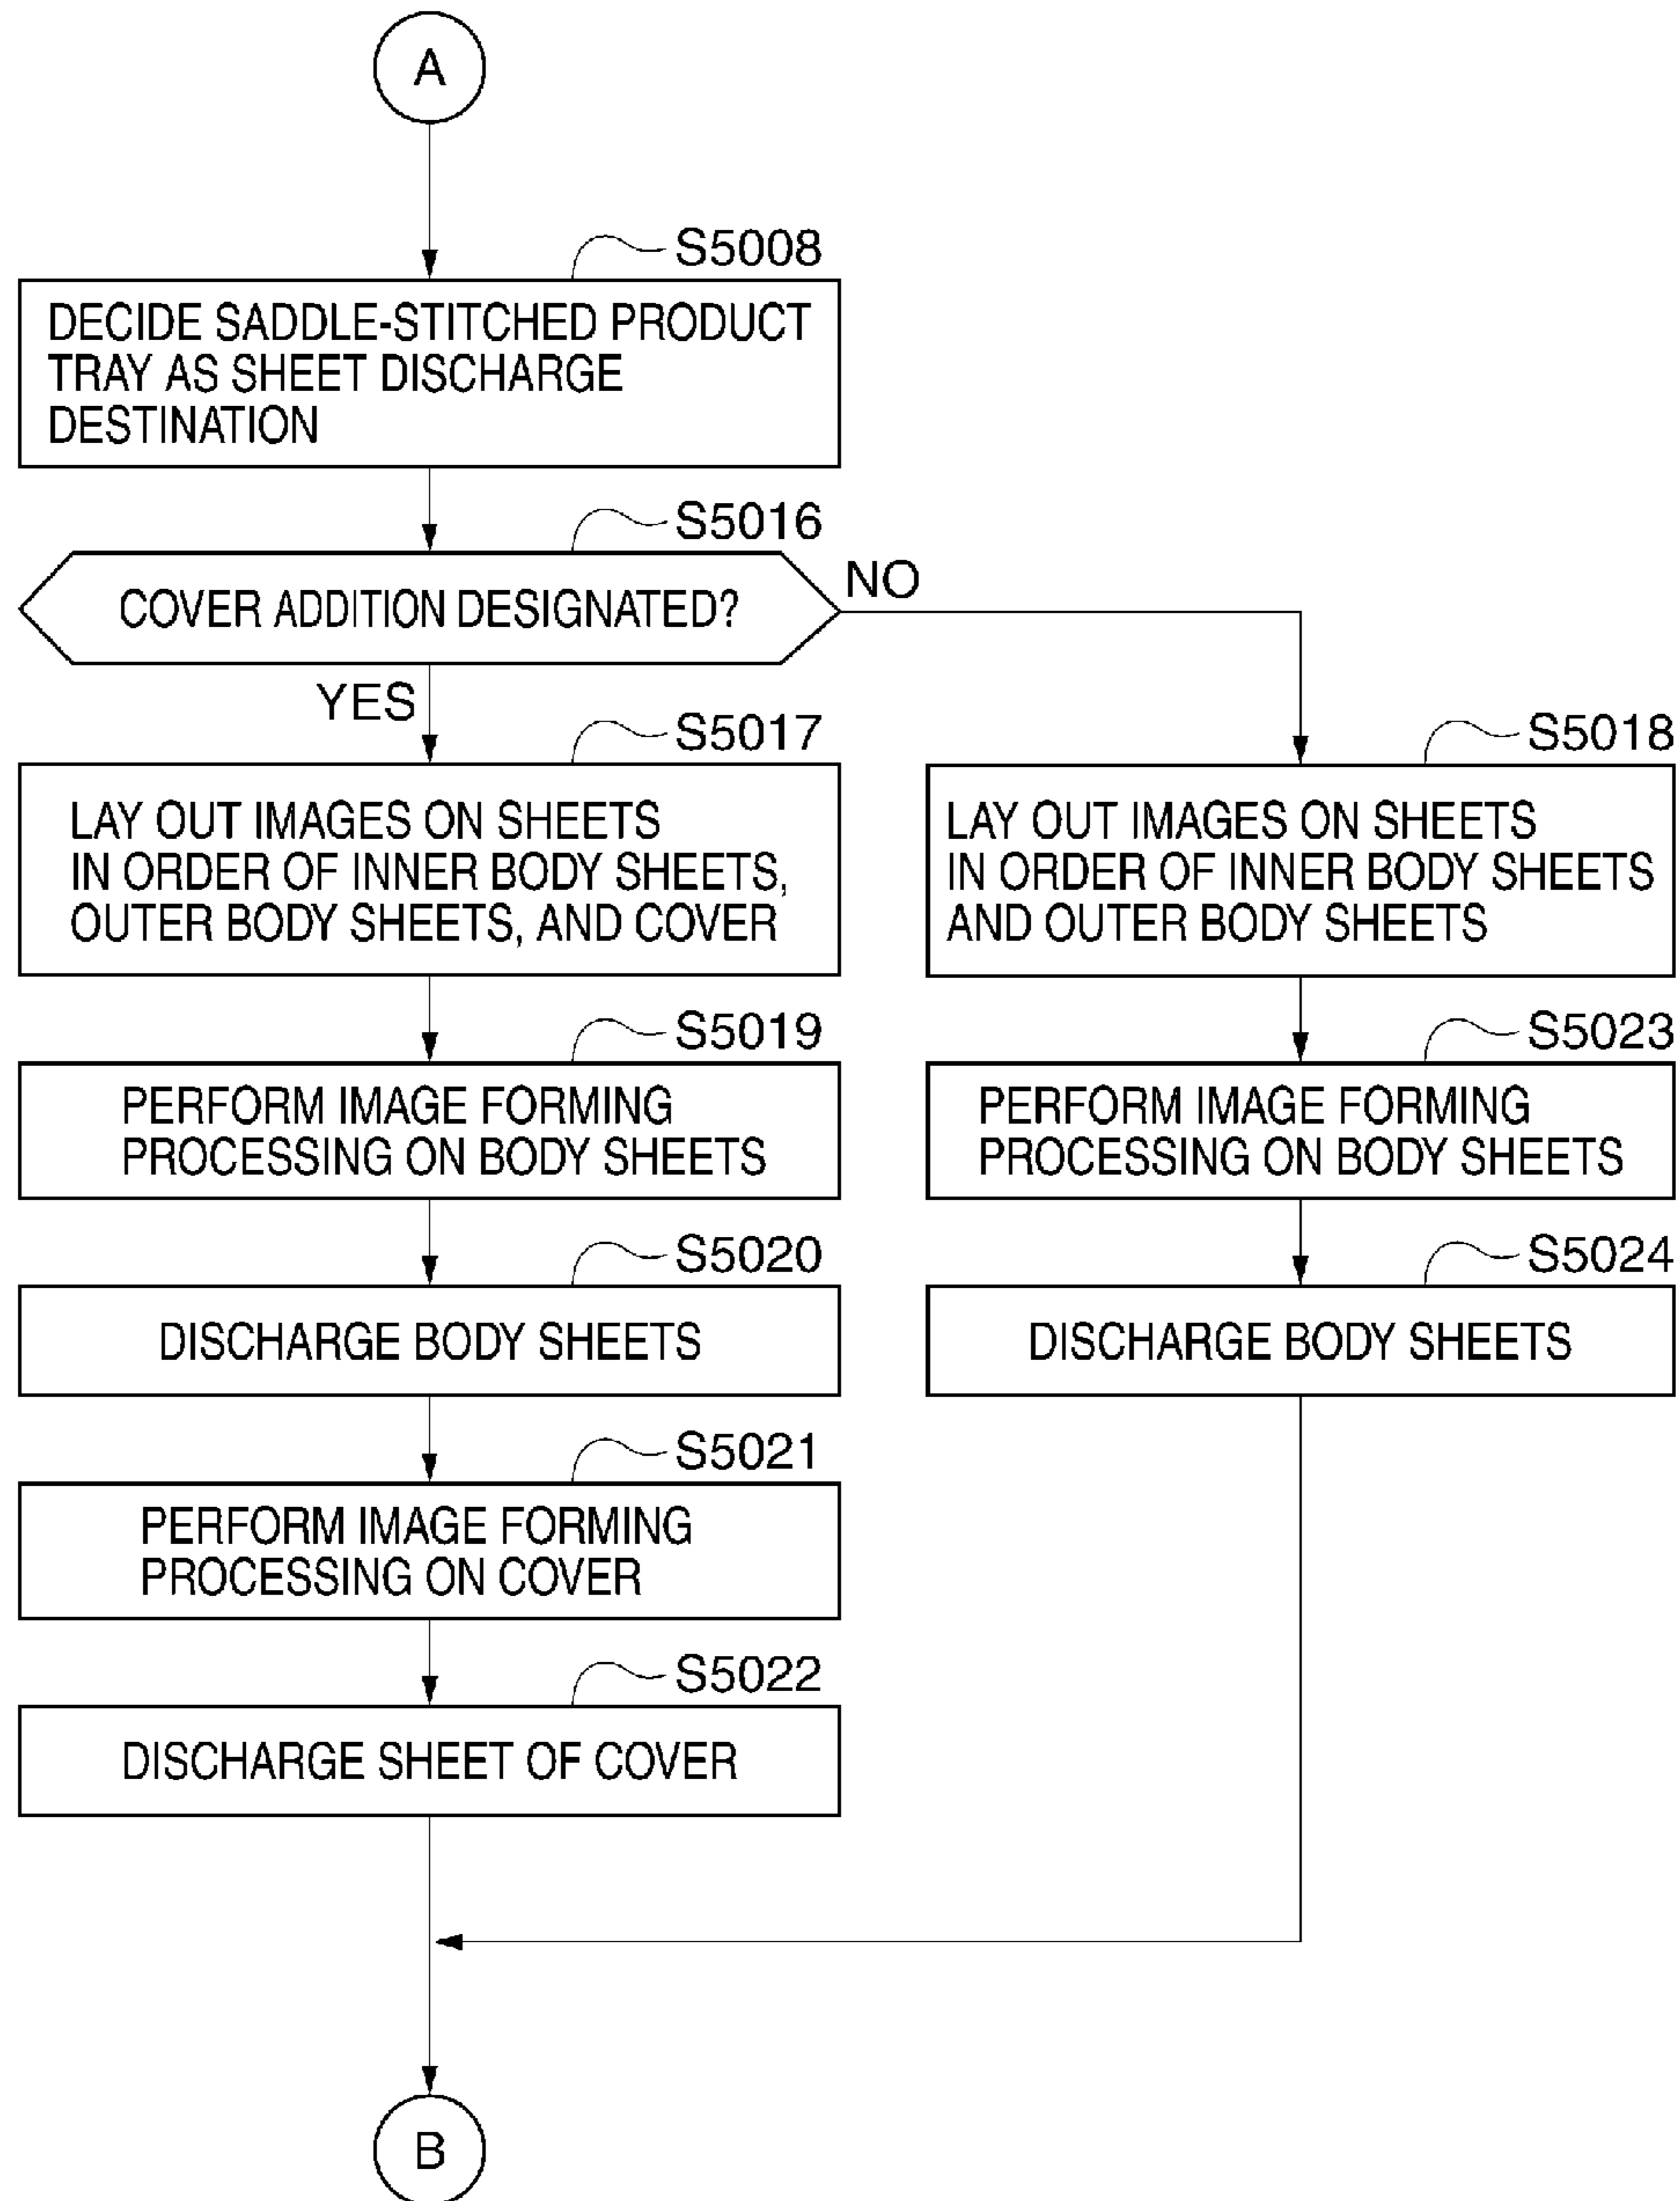 A
S5008
DECIDE SADDLE-STITCHED PRODUCT
TRAY AS SHEET DISCHARGE
DESTINATION
S5016
COVER ADDITION DESIGNATED?
NO
YES
S5017
LAY OUT IMAGES ON SHEETS
IN ORDER OF INNER BODY SHEETS,
OUTER BODY SHEETS, AND COVER
S5018
LAY OUT IMAGES ON SHEETS
IN ORDER OF INNER BODY SHEETS
AND OUTER BODY SHEETS
S5019
PERFORM IMAGE FORMING
PROCESSING ON BODY SHEETS
S5023
PERFORM IMAGE FORMING
PROCESSING ON BODY SHEETS
S5020
DISCHARGE BODY SHEETS
S5024
DISCHARGE BODY SHEETS
S5021
PERFORM IMAGE FORMING
PROCESSING ON COVER
S5022
DISCHARGE SHEET OF COVER
B